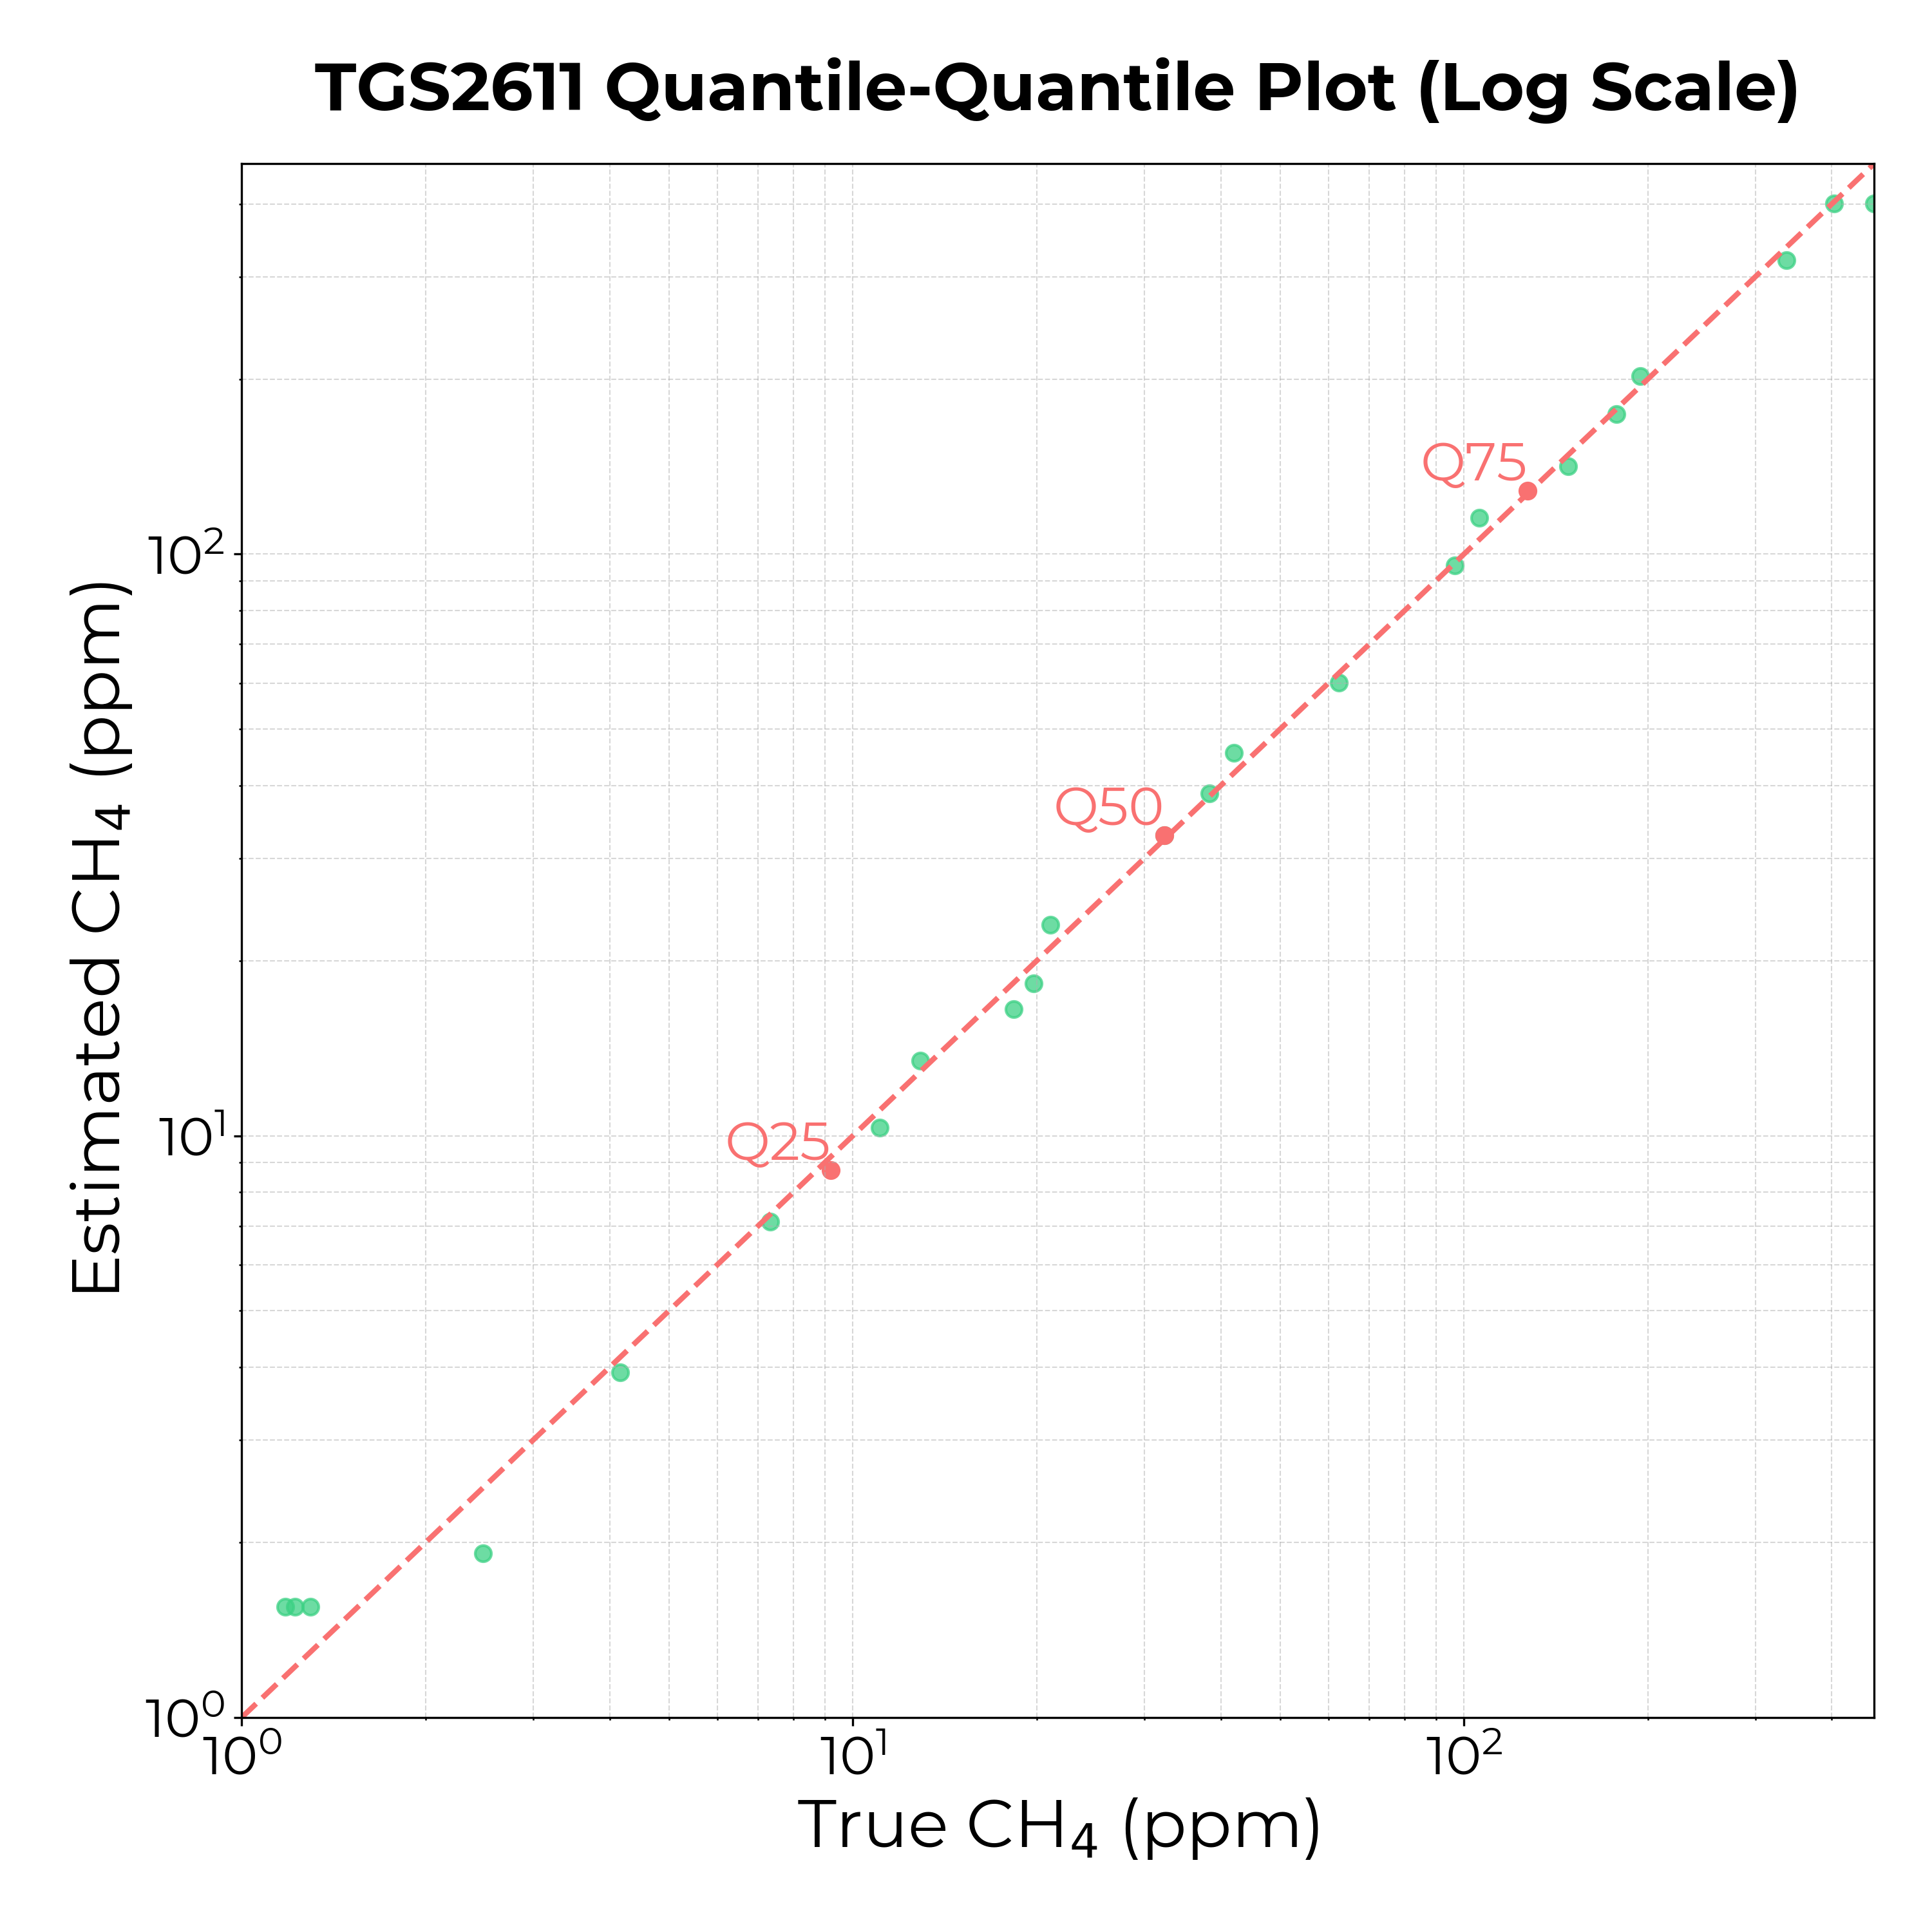 TGS2611 Quantile-Quantile Plot (Log Scale)
Estimated CH₄ (ppm)
10²
10¹
10⁰
Q75
Q50
Q25
10⁰ 10¹ 10²
True CH₄ (ppm)